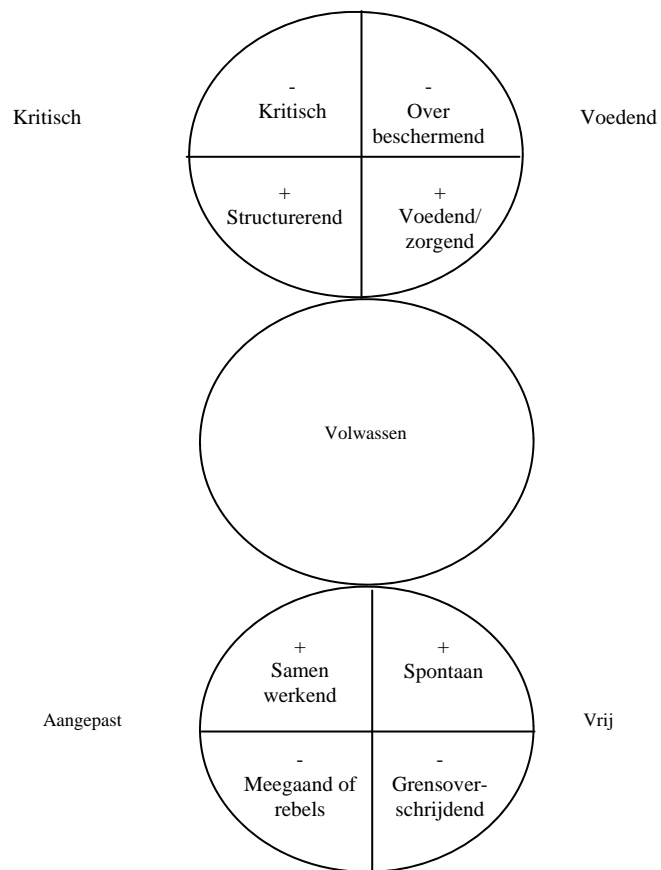 -
Kritisch
-
Over
beschermend
Kritisch
Voedend
+
Structurerend
+
Voedend/
zorgend
Volwassen
+
Samen
werkend
+
Spontaan
Aangepast
Vrij
-
Meegaand of
rebels
-
Grensover-
schrijdend